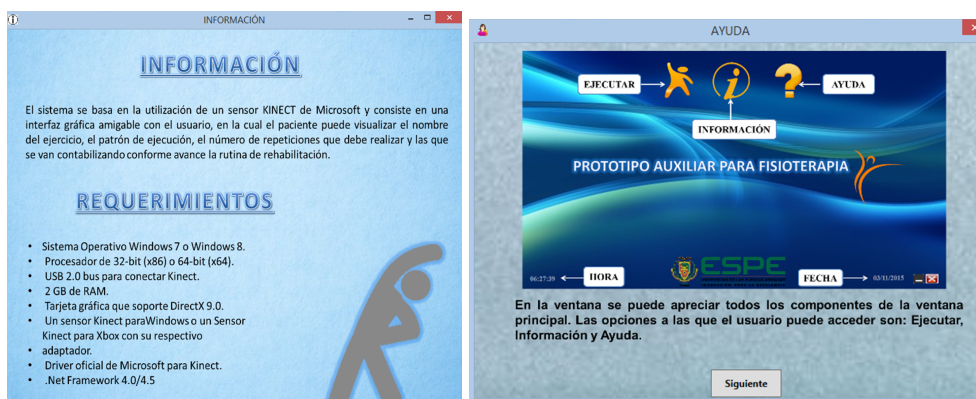 INFORMACIÓN
INFORMACIÓN
El sistema se basa en la utilización de un sensor KINECT de Microsoft y consiste en una
interfaz gráfica amigable con el usuario, en la cual el paciente puede visualizar el nombre
del ejercicio, el patrón de ejecución, el número de repeticiones que debe realizar y las que
se van contabilizando conforme avance la rutina de rehabilitación.
REQUERIMIENTOS
• Sistema Operativo Windows 7 o Windows 8.
• Procesador de 32-bit (x86) o 64-bit (x64).
• USB 2.0 bus para conectar Kinect.
• 2 GB de RAM.
• Tarjeta gráfica que soporte DirectX 9.0.
• Un sensor Kinect paraWindows o un Sensor
Kinect para Xbox con su respectivo
• adaptador.
• Driver oficial de Microsoft para Kinect.
• .Net Framework 4.0/4.5
AYUDA
EJECUTAR
AYUDA
INFORMACIÓN
PROTOTIPO AUXILIAR PARA FISIOTERAPIA
ESPE
06:27:39
HORA
FECHA
03/11/2015
En la ventana se puede apreciar todos los componentes de la ventana
principal. Las opciones a las que el usuario puede acceder son: Ejecutar,
Información y Ayuda.
Siguiente